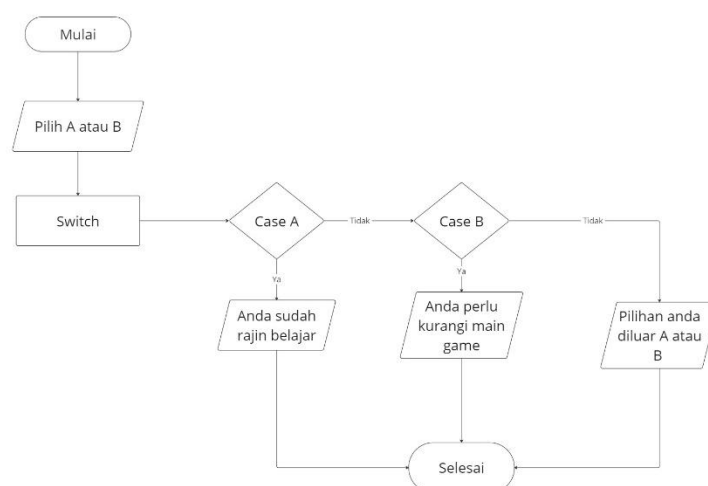 Mulai
Pilih A atau B
Switch
Case A
Tidak
Case B
Tidak
Ya
Ya
Anda sudah
rajin belajar
Anda perlu
kurangi main
game
Pilihan anda
diluar A atau
B
Selesai